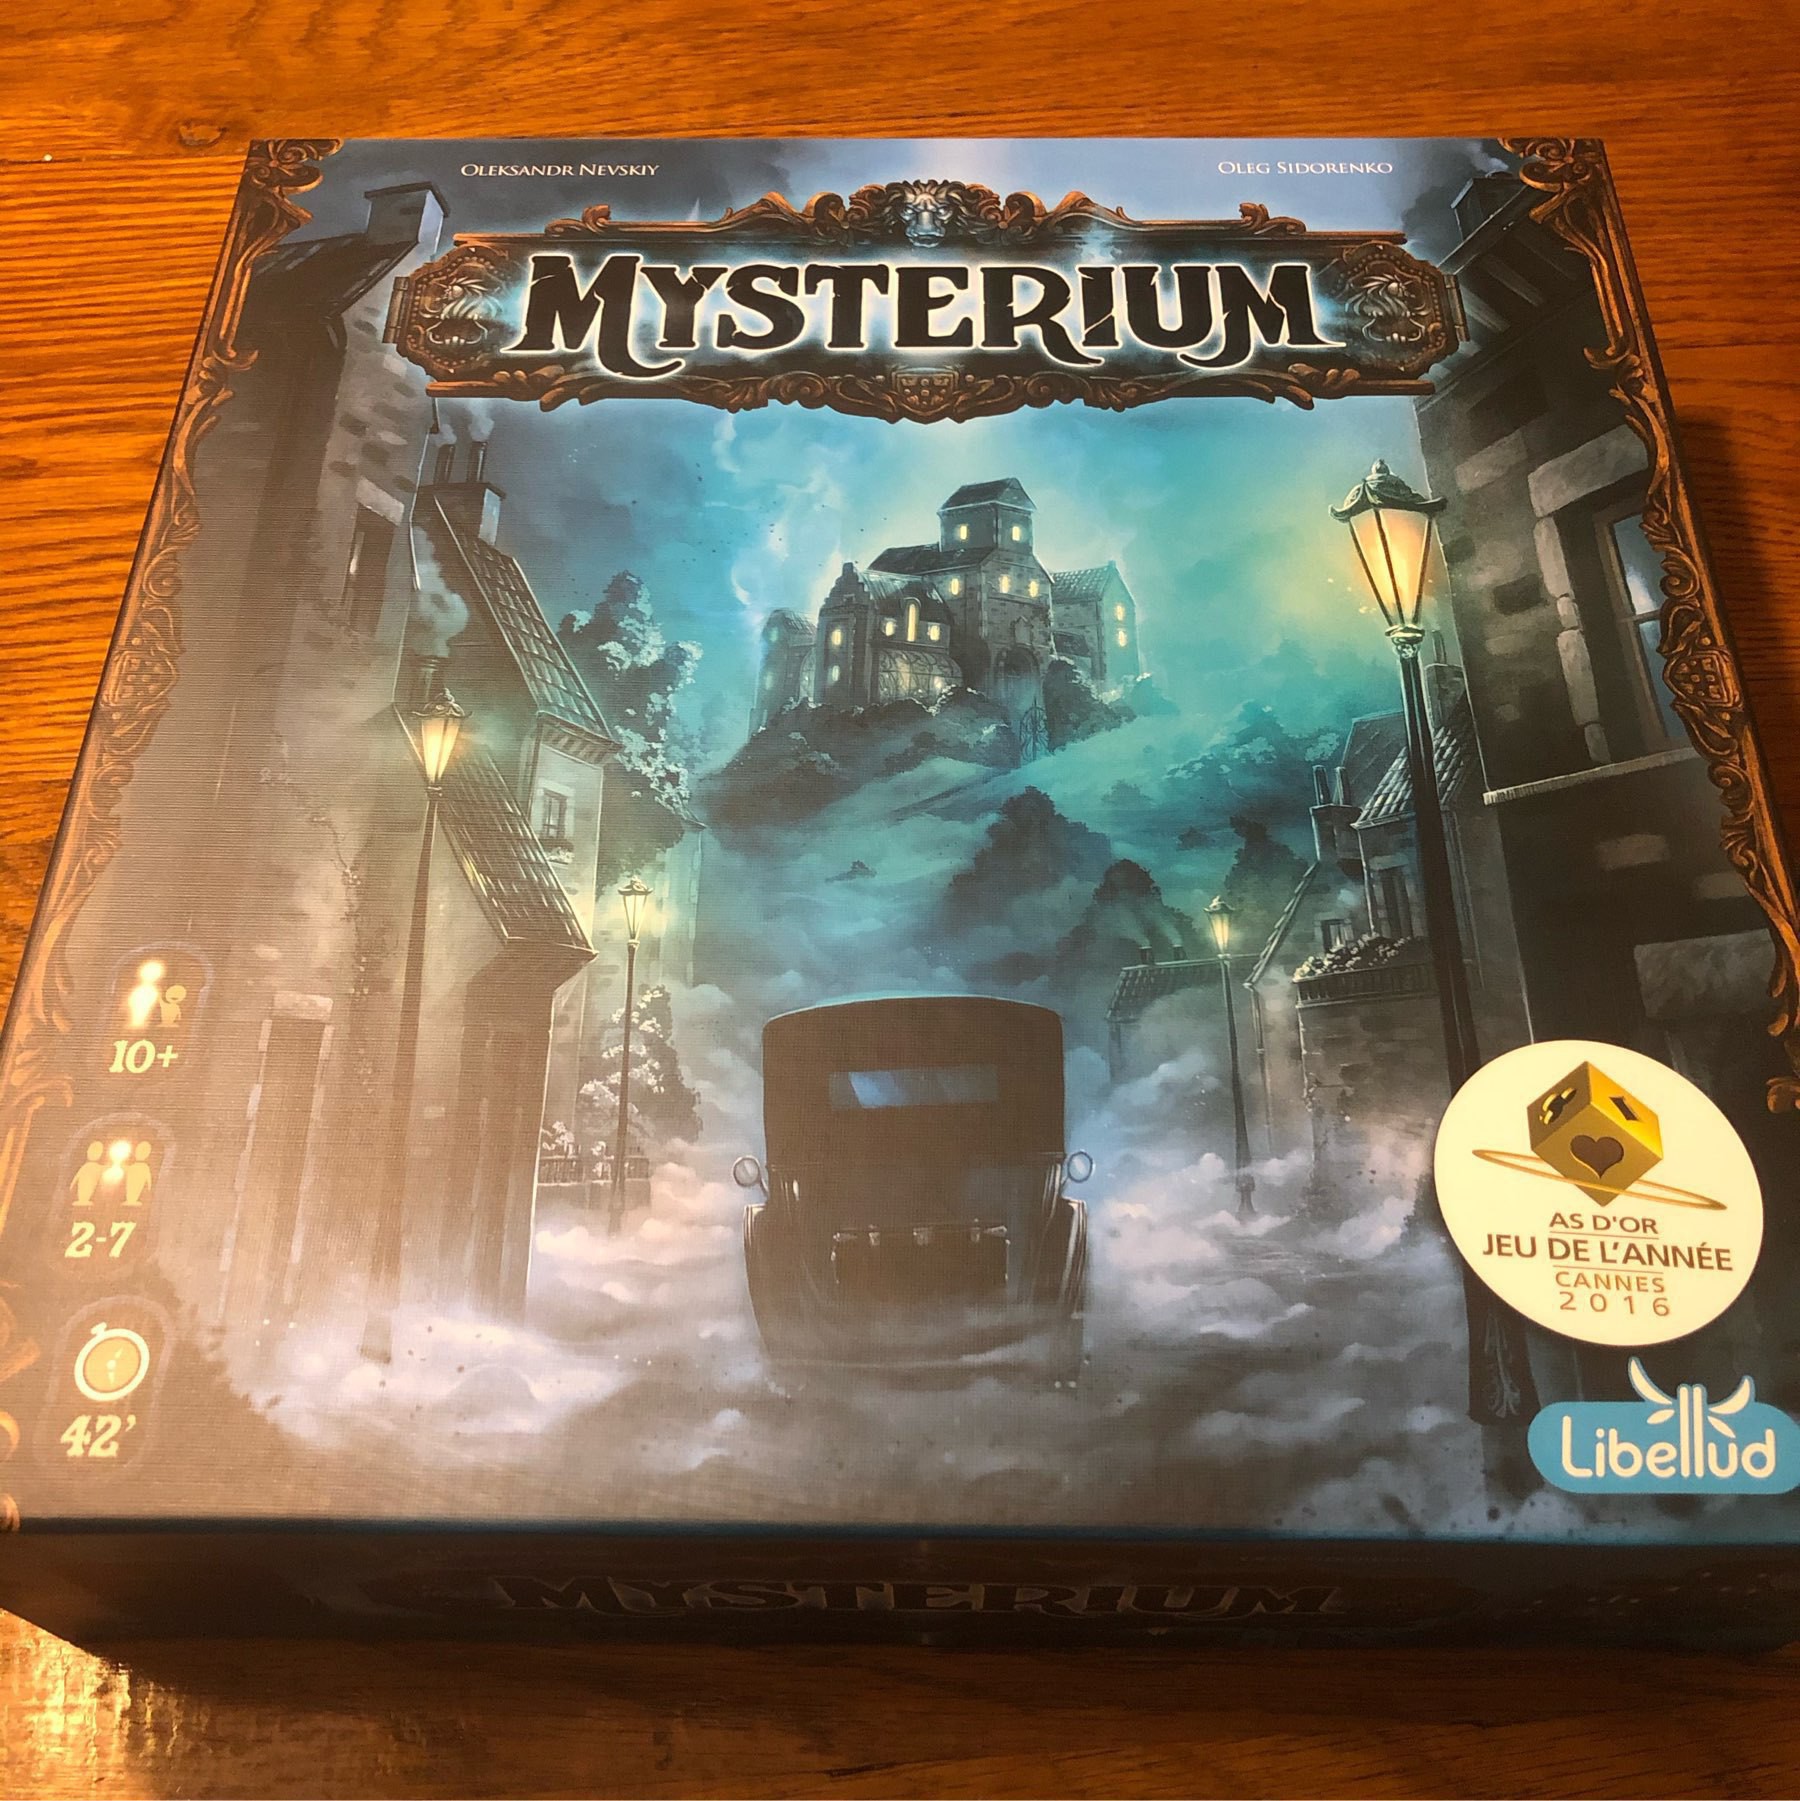 OLEKSANDR NEVSKIY
OLEG SIDORENKO
MYSTERIUM
10+
2-7
42'
AS D'OR
JEU DE L'ANNÉE
CANNES
2016
Libellud
MYSTERIUM